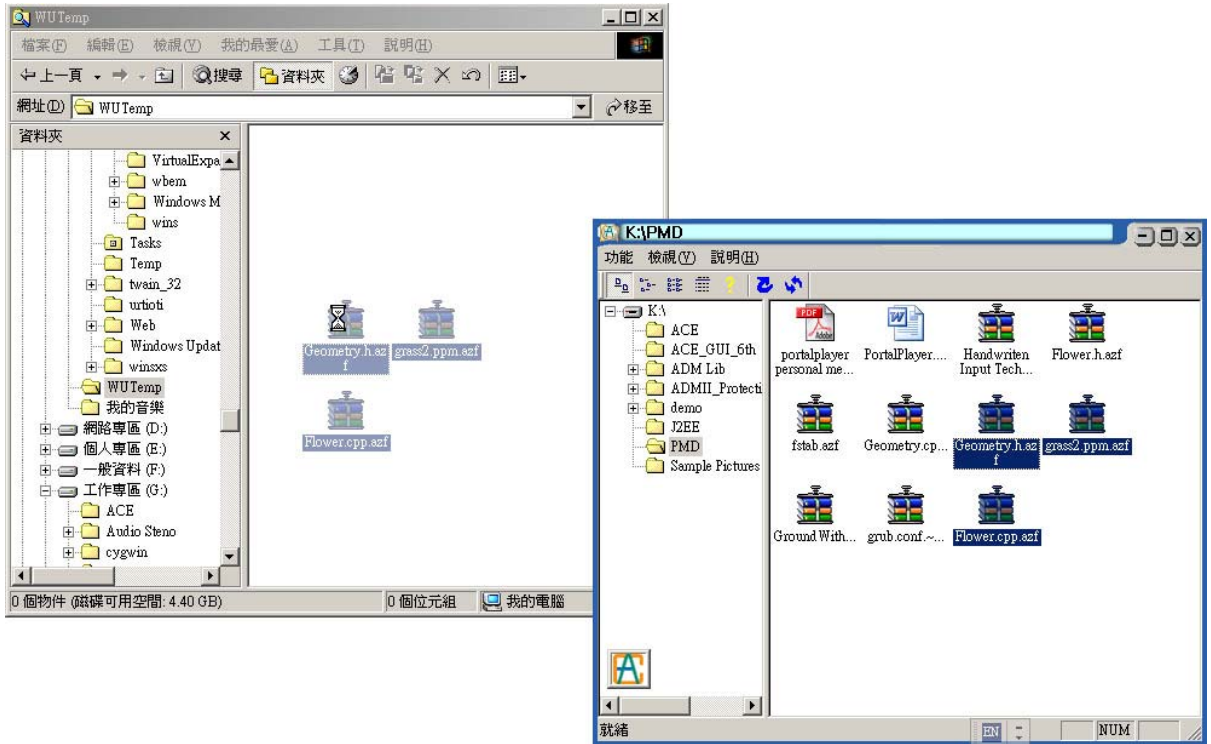 WUTemp
檔案(F) 編輯(E) 檢視(V) 我的最愛(A) 工具(T) 說明(H)
上一頁 搜尋 資料夾
網址(D) WUTemp 移至
資料夾
VirtualExpa
wbem
Windows M
wins
Tasks
Temp
twain_32
urtioti
Web
Windows Updat
winsxs
WUTemp
我的音樂
網路專區 (D:)
個人專區 (E:)
一般資料 (F:)
工作專區 (G:)
ACE
Audio Steno
cygwin
Geometry.h.az
f
grass2.ppm.azf
Flower.cpp.azf
0 個物件 (磁碟可用空間: 4.40 GB) 0 個位元組 我的電腦
K:\PMD
功能 檢視(V) 說明(H)
K:\
ACE
ACE_GUI_6th
ADM Lib
ADMII_Protecti
demo
J2EE
PMD
Sample Pictures
PDF
Adobe
portalplayer
personal me...
PortalPlayer....
Handwriten
Input Tech...
Flower.h.azf
fstab.azf
Geometry.cp...
Geometry.h.az
f
grass2.ppm.azf
Ground With...
grub.conf.~...
Flower.cpp.azf
就緒 EN NUM